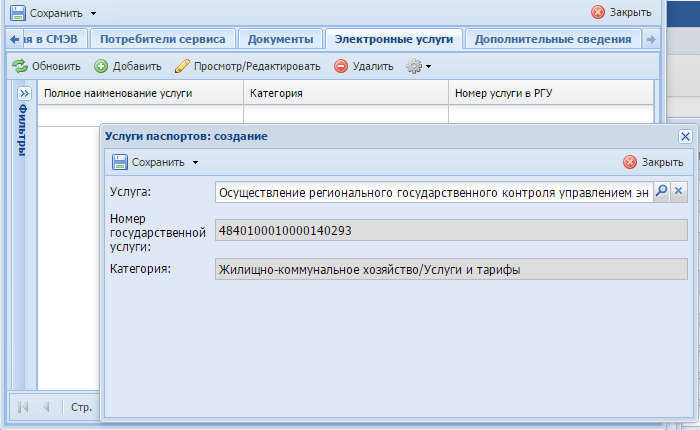 Сохранить
Закрыть
ия в СМЭВ Потребители сервиса Документы Электронные услуги Дополнительные сведения
Обновить Добавить Просмотр/Редактировать Удалить
Полное наименование услуги Категория Номер услуги в РГУ
Фильтры
Услуги паспортов: создание
Сохранить
Закрыть
Услуга: Осуществление регионального государственного контроля управлением эн
Номер
государственной
услуги:
4840100010000140293
Категория: Жилищно-коммунальное хозяйство/Услуги и тарифы
Стр.